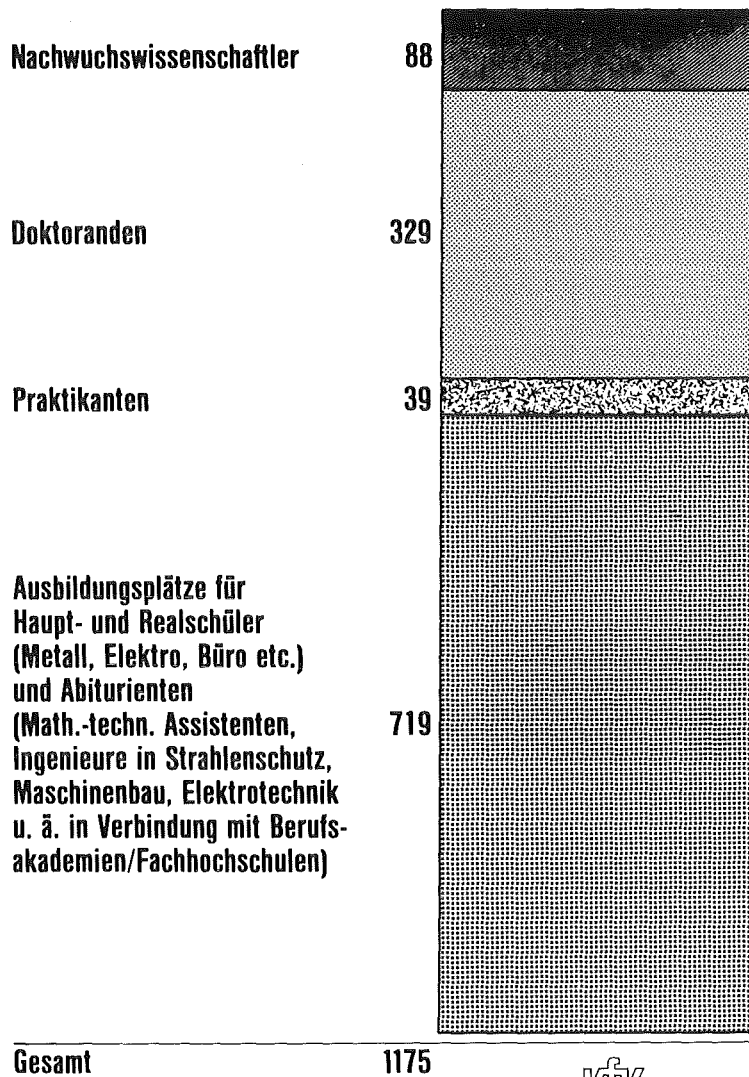 Nachwuchswissenschaftler 88
Doktoranden 329
Praktikanten 39
Ausbildungsplätze für
Haupt- und Realschüler
(Metall, Elektro, Büro etc.)
und Abiturienten
(Math.-techn. Assistenten, 719
Ingenieure in Strahlenschutz,
Maschinenbau, Elektrotechnik
u. ä. in Verbindung mit Berufs-
akademien/Fachhochschulen)
Gesamt 1175